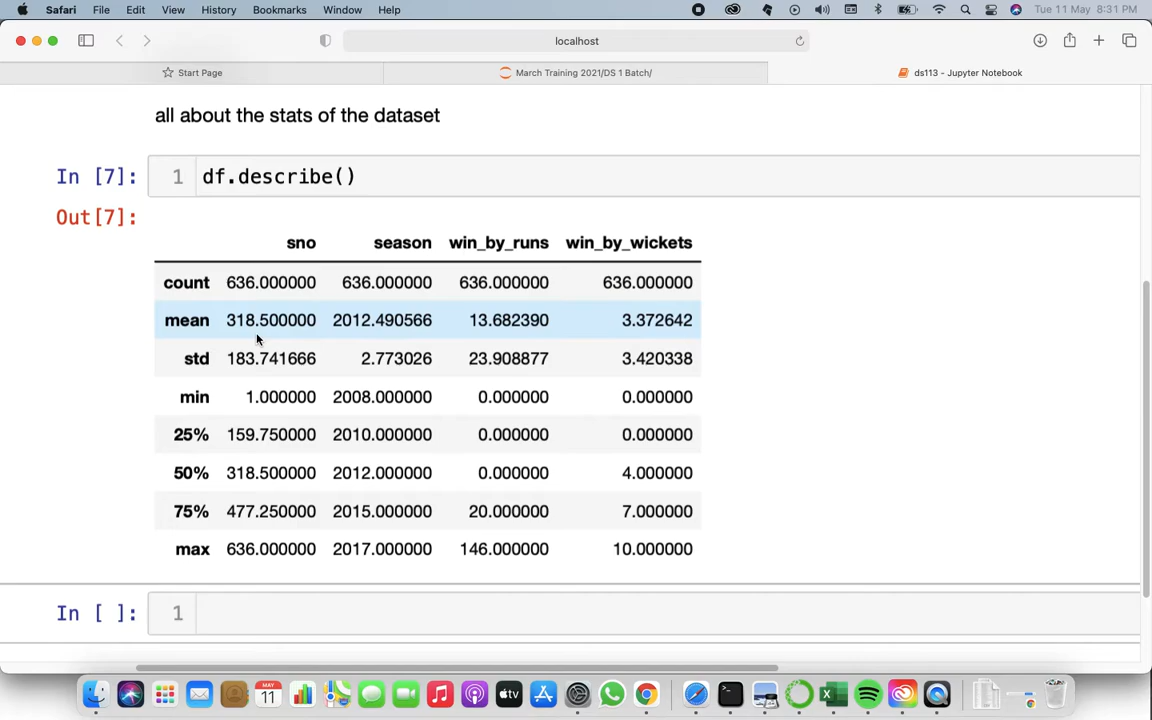 Safari File Edit View History Bookmarks Window Help Tue 11 May 8:31 PM
localhost
Start Page March Training 2021/DS 1 Batch/ ds113 - Jupyter Notebook
all about the stats of the dataset
In [7]: 1 df.describe()
Out[7]:
sno season win_by_runs win_by_wickets
count 636.000000 636.000000 636.000000 636.000000
mean 318.500000 2012.490566 13.682390 3.372642
std 183.741666 2.773026 23.908877 3.420338
min 1.000000 2008.000000 0.000000 0.000000
25% 159.750000 2010.000000 0.000000 0.000000
50% 318.500000 2012.000000 0.000000 4.000000
75% 477.250000 2015.000000 20.000000 7.000000
max 636.000000 2017.000000 146.000000 10.000000
In [ ]: 1
MAY
11
tv